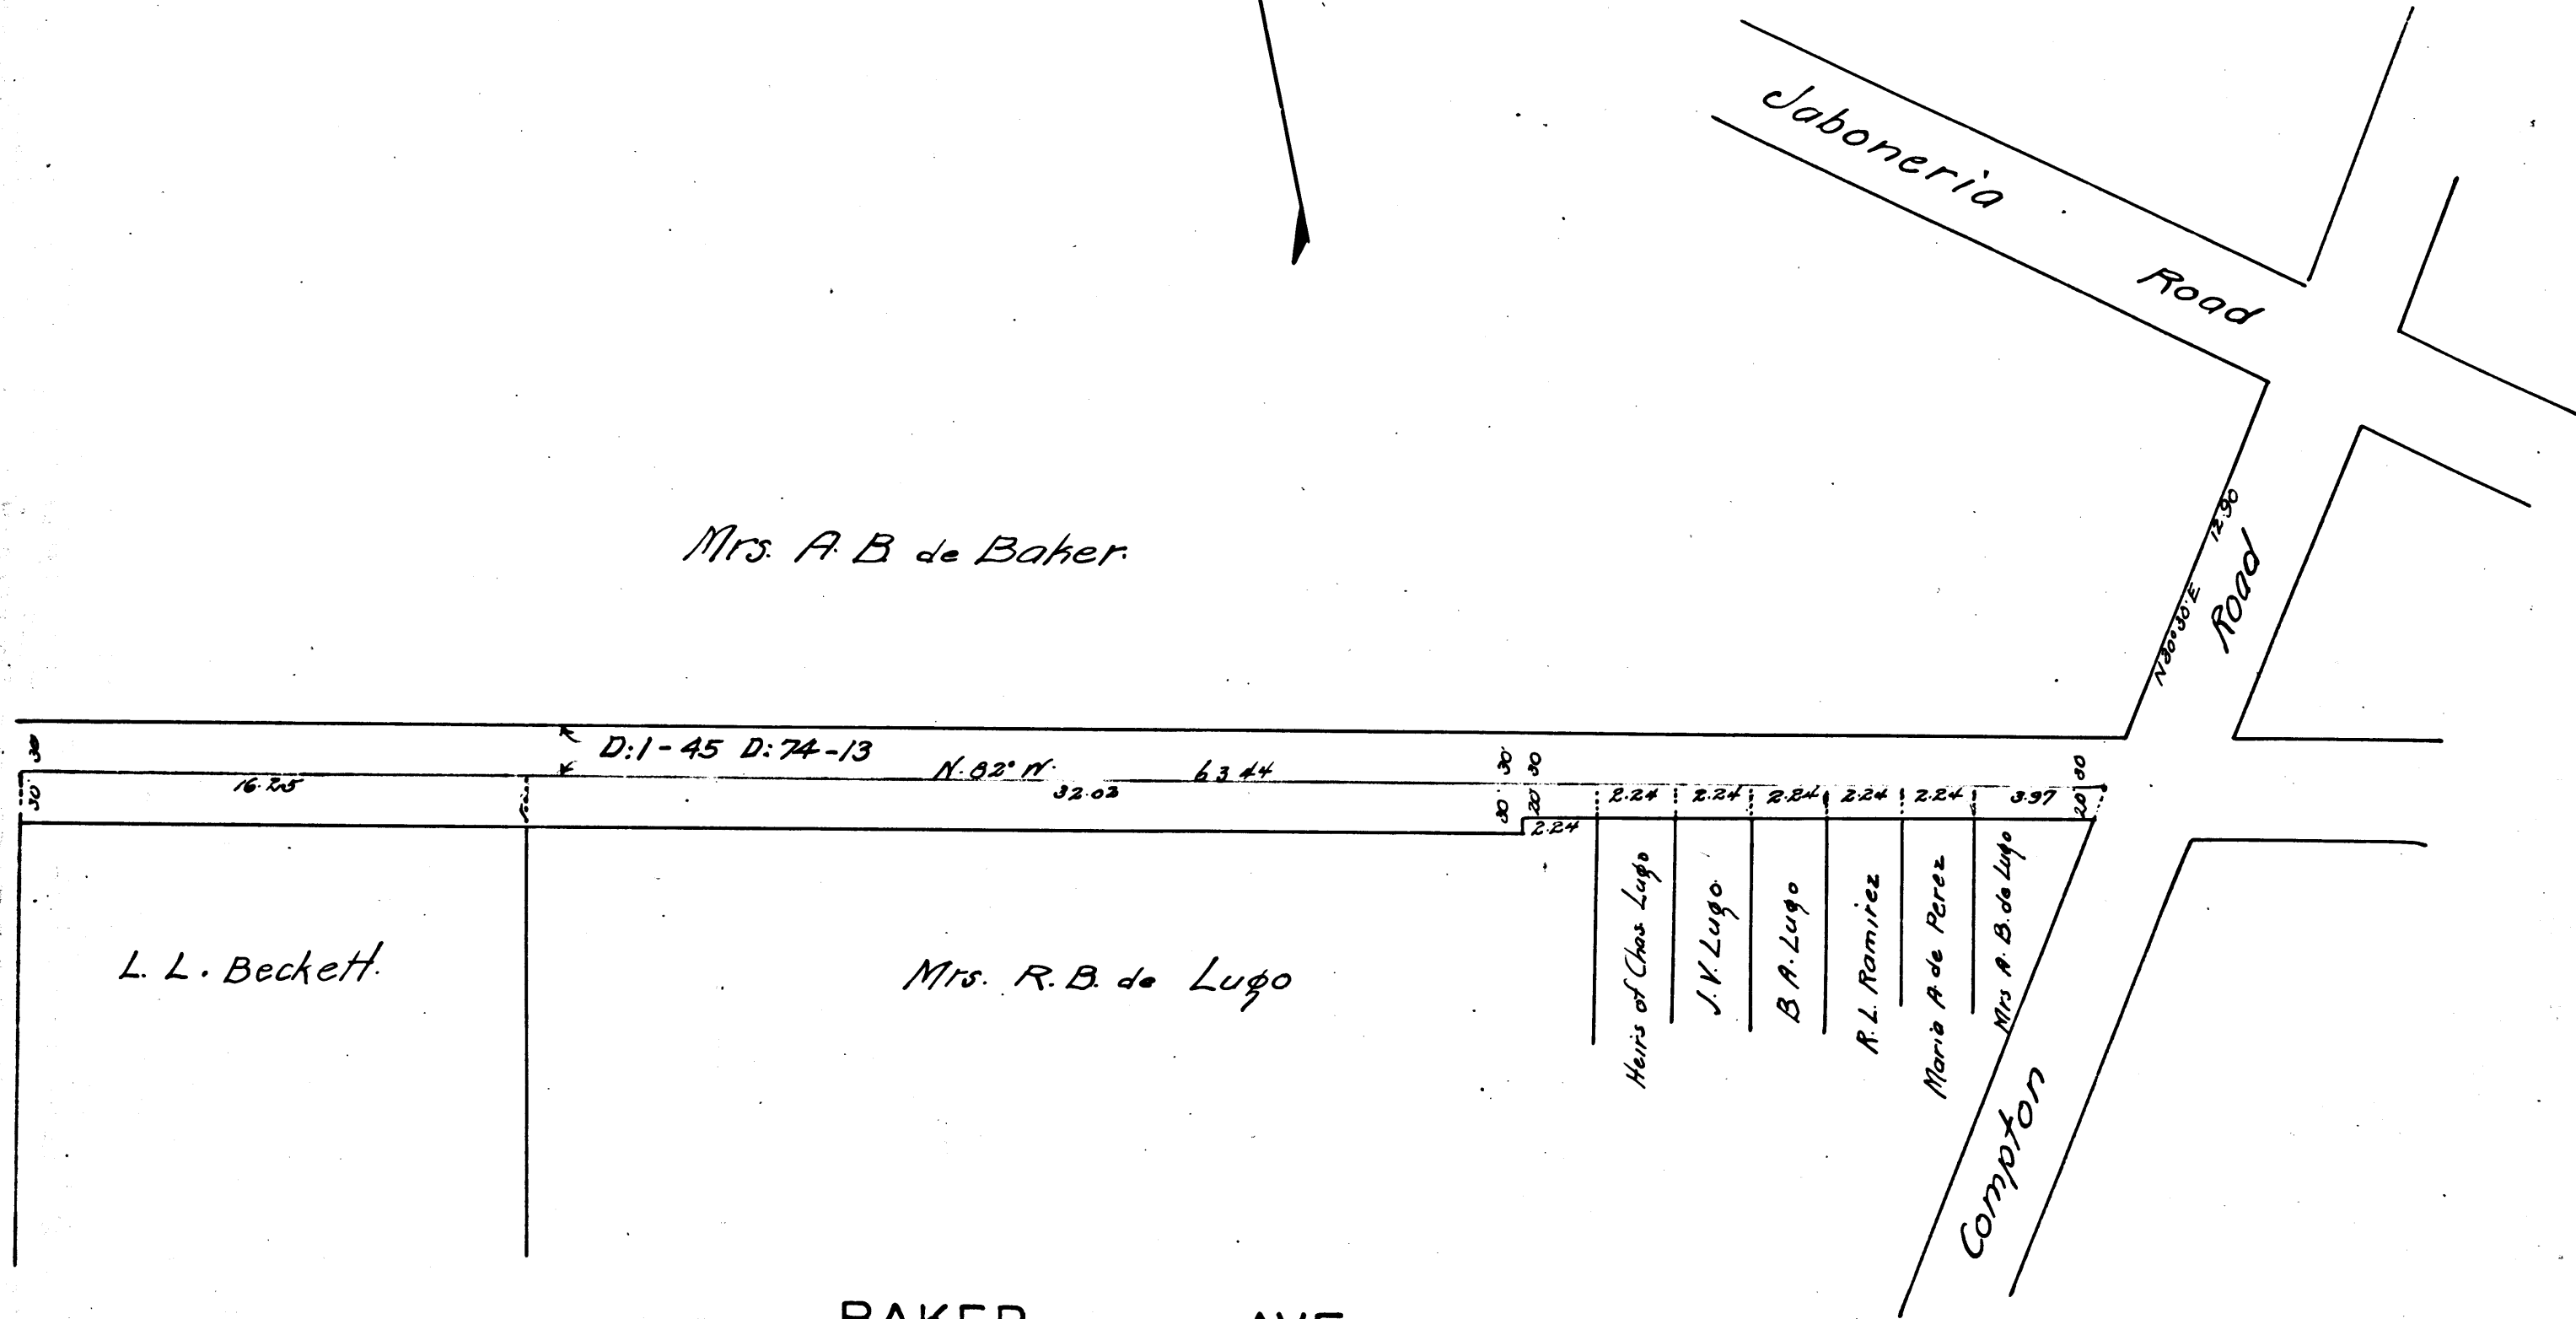 Jaboneria
Road
Mrs. A. B. de Baker.
N30°30'E 12.90
Road
30' D:1-45 D:74-13 30' 30 30
N. 82° W. 63.44
30' 16.25 32.03 30' 20' 2.24 2.24 2.24 2.24 2.24 3.97 20'
2.24
L. L. Beckett.
Mrs. R. B. de Lugo
Heirs of Chas. Lugo
J. V. Lugo
B A. Lugo
R. L. Ramirez
Maria A. de Perez
Mrs A. B. de Lugo
Compton
BAKER AVE